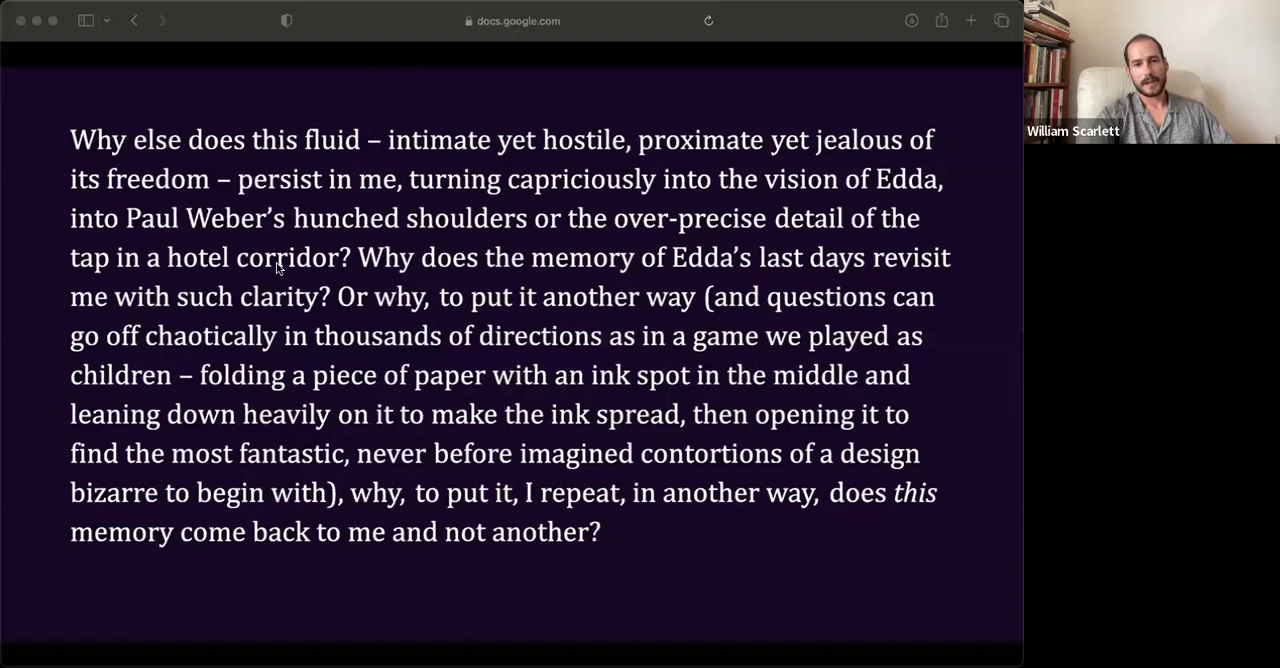 docs.google.com
William Scarlett
Why else does this fluid – intimate yet hostile, proximate yet jealous of
its freedom – persist in me, turning capriciously into the vision of Edda,
into Paul Weber’s hunched shoulders or the over-precise detail of the
tap in a hotel corridor? Why does the memory of Edda’s last days revisit
me with such clarity? Or why, to put it another way (and questions can
go off chaotically in thousands of directions as in a game we played as
children – folding a piece of paper with an ink spot in the middle and
leaning down heavily on it to make the ink spread, then opening it to
find the most fantastic, never before imagined contortions of a design
bizarre to begin with), why, to put it, I repeat, in another way, does this
memory come back to me and not another?